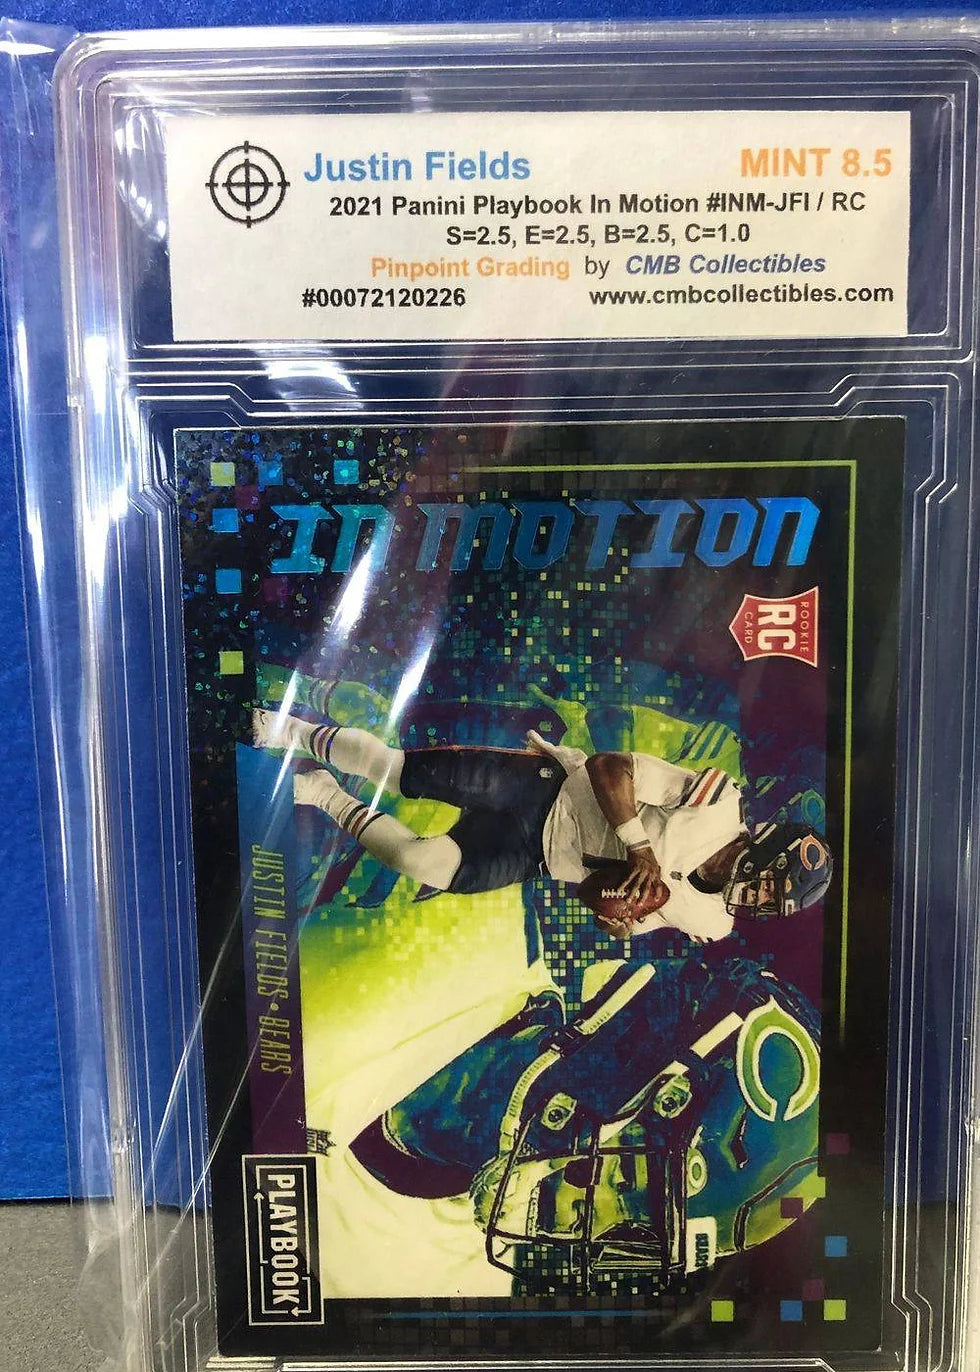 Justin Fields MINT 8.5
2021 Panini Playbook In Motion #INM-JFI / RC
S=2.5, E=2.5, B=2.5, C=1.0
Pinpoint Grading by CMB Collectibles
#00072120226 www.cmbcollectibles.com
IN MOTION
ROOKIE
RC
CARD
JUSTIN FIELDS • BEARS
PLAYBOOK